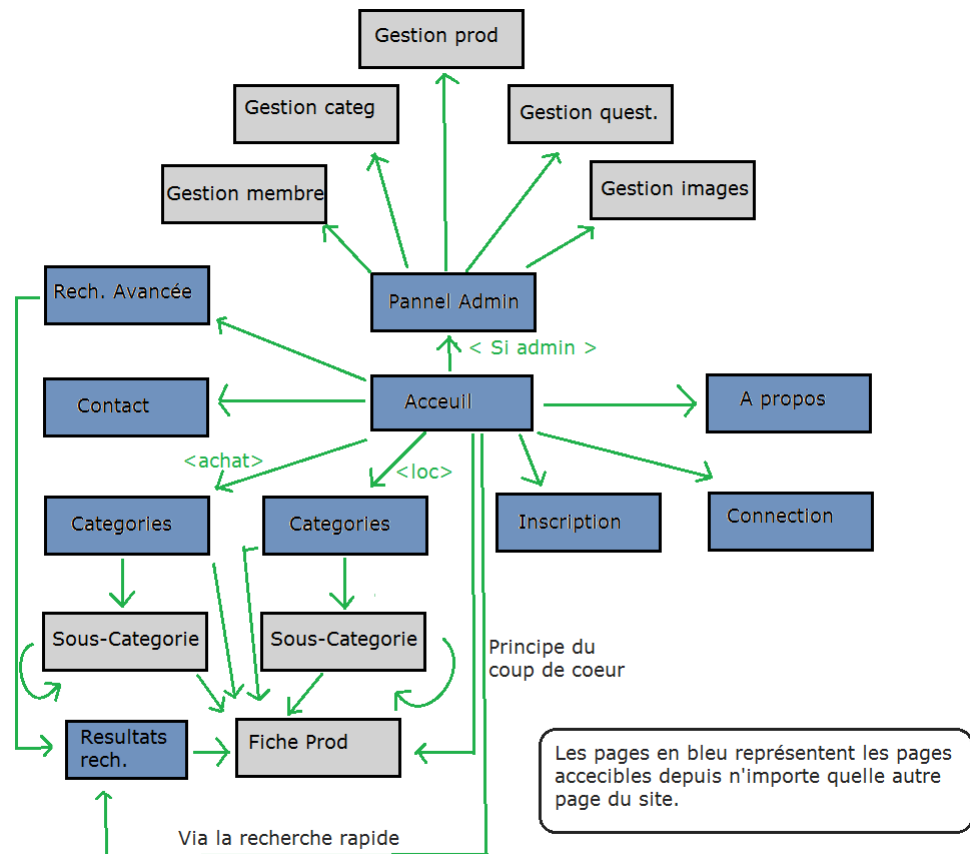 Gestion prod
Gestion categ
Gestion quest.
Gestion membre
Gestion images
Rech. Avancée
Pannel Admin
< Si admin >
Contact
Acceuil
A propos
<achat>
<loc>
Categories
Categories
Inscription
Connection
Sous-Categorie
Sous-Categorie
Principe du
coup de coeur
Resultats
rech.
Fiche Prod
Les pages en bleu représentent les pages
accecibles depuis n'importe quelle autre
page du site.
Via la recherche rapide